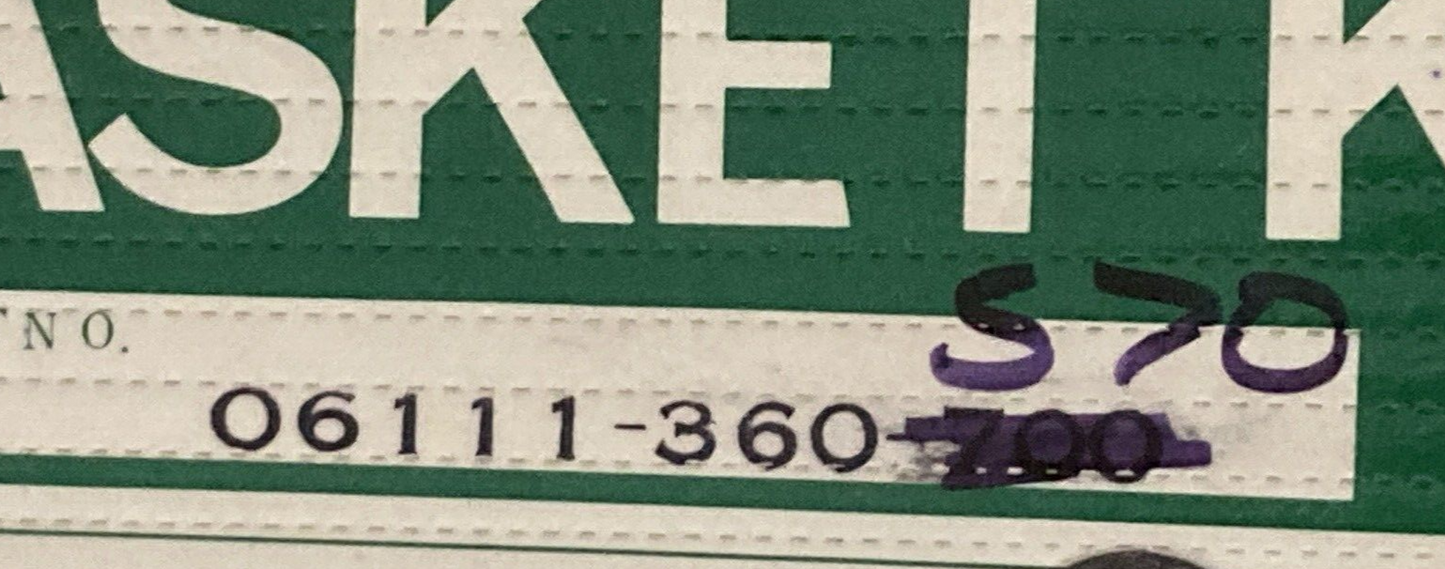 ASKET K
S70
NO.
06111-360-700